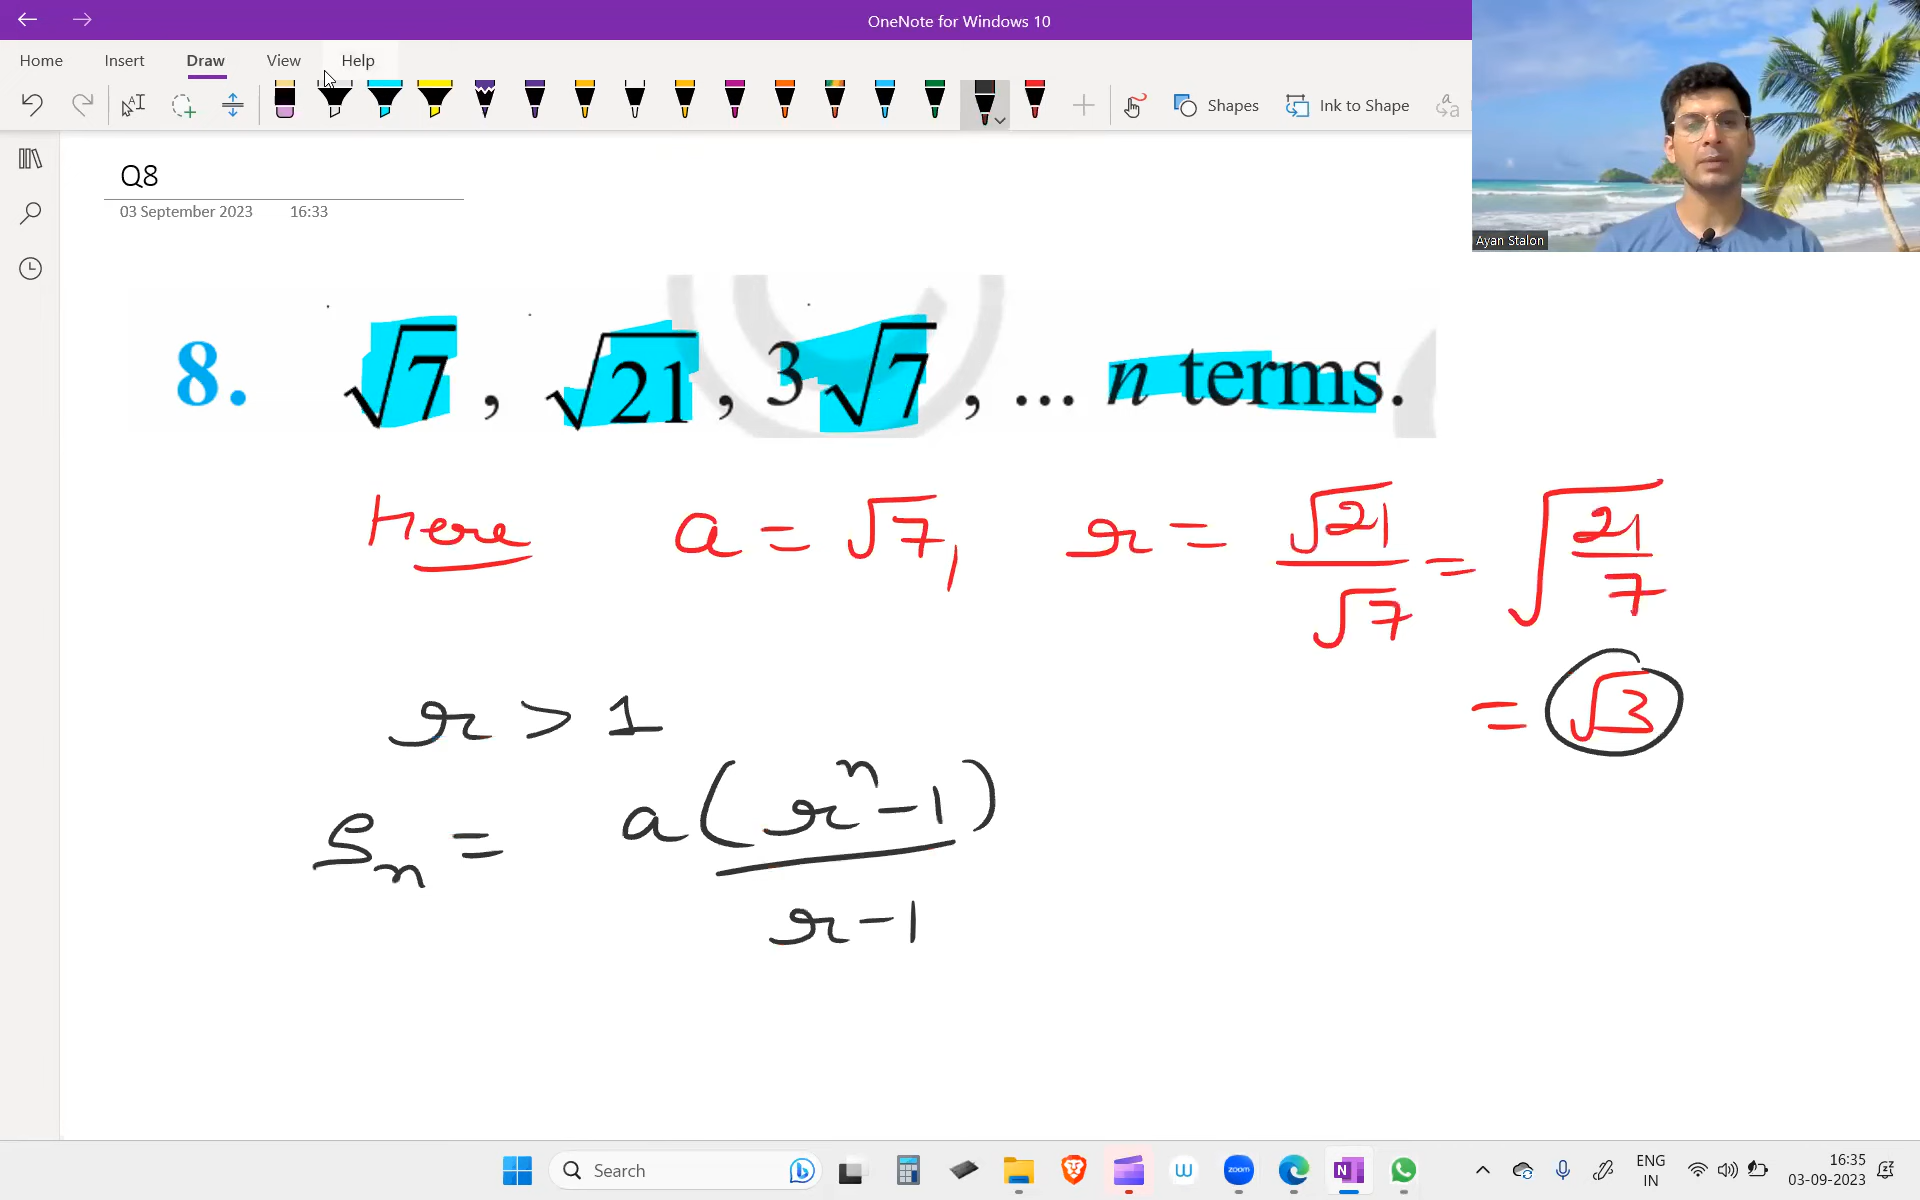 OneNote for Windows 10
Home Insert Draw View Help
Shapes Ink to Shape
Q8
03 September 2023 16:33
Ayan Stalon
8. √7 , √21 , 3√7 , ... n terms.
Here a = √7, r = √21/√7 = √(21/7)
= √3
r > 1
Sn = a(r^n - 1)/(r - 1)
Search
zoom
ENG
IN
16:35
03-09-2023